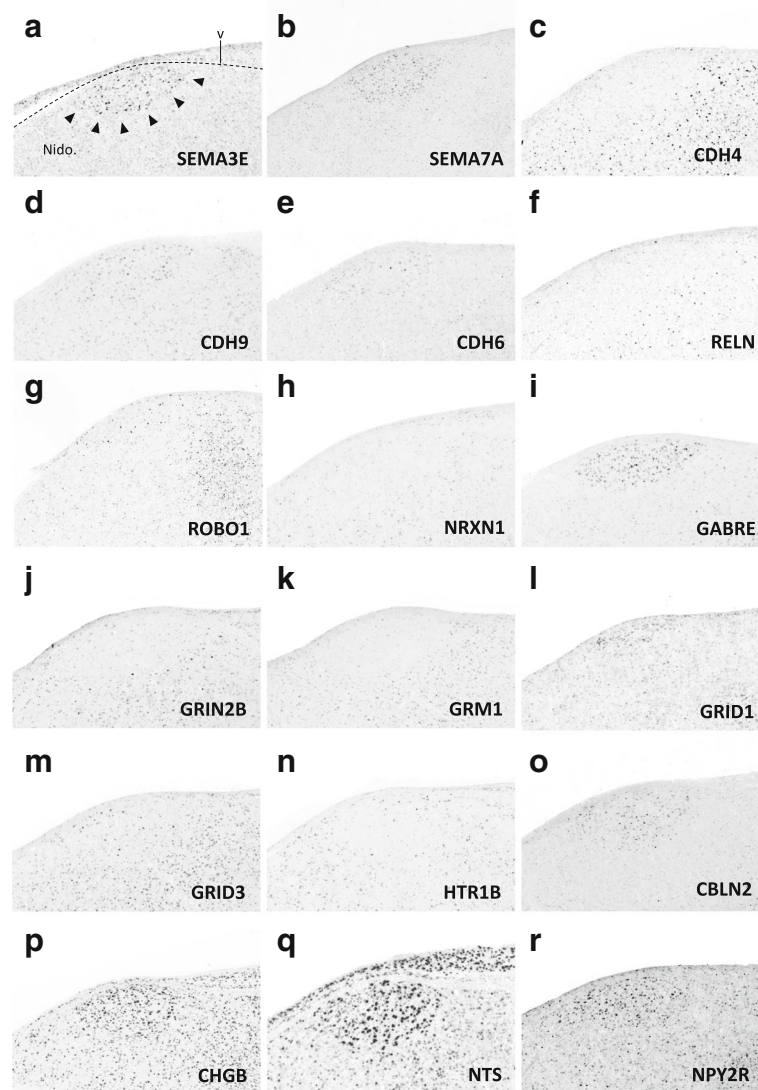 a
v
Nido.
SEMA3E
b
SEMA7A
c
CDH4
d
CDH9
e
CDH6
f
RELN
g
ROBO1
h
NRXN1
i
GABRE
j
GRIN2B
k
GRM1
l
GRID1
m
GRID3
n
HTR1B
o
CBLN2
p
CHGB
q
NTS
r
NPY2R